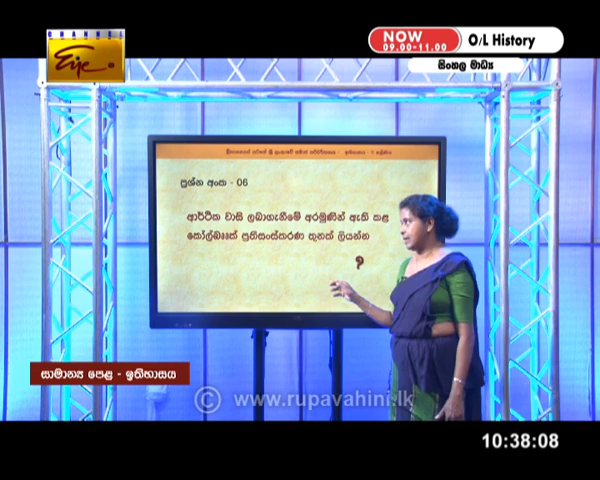 CHANNEL
Eye
NOW
09.00-11.00
O/L History
සිංහල මාධ්‍ය
ප්‍රශ්න අංක - 06
ආර්ථික වාසි ලබාගැනීමේ අරමුණින් ඇති කළ
කෝල්බෲක් ප්‍රතිසංස්කරණ තුනක් ලියන්න
?
සාමාන්‍ය පෙළ - ඉතිහාසය
© www.rupavahini.lk
10:38:08